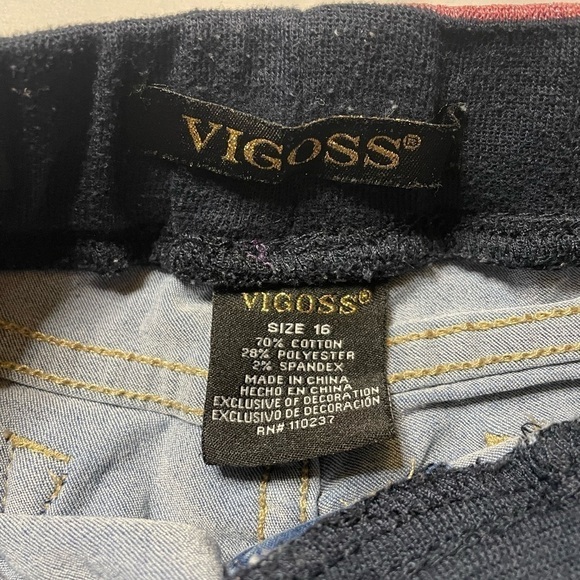 VIGOSS®
VIGOSS®
SIZE 16
70% COTTON
28% POLYESTER
2% SPANDEX
MADE IN CHINA
HECHO EN CHINA
EXCLUSIVE OF DECORATION
EXCLUSIVO DE DECORACIÓN
RN# 110237